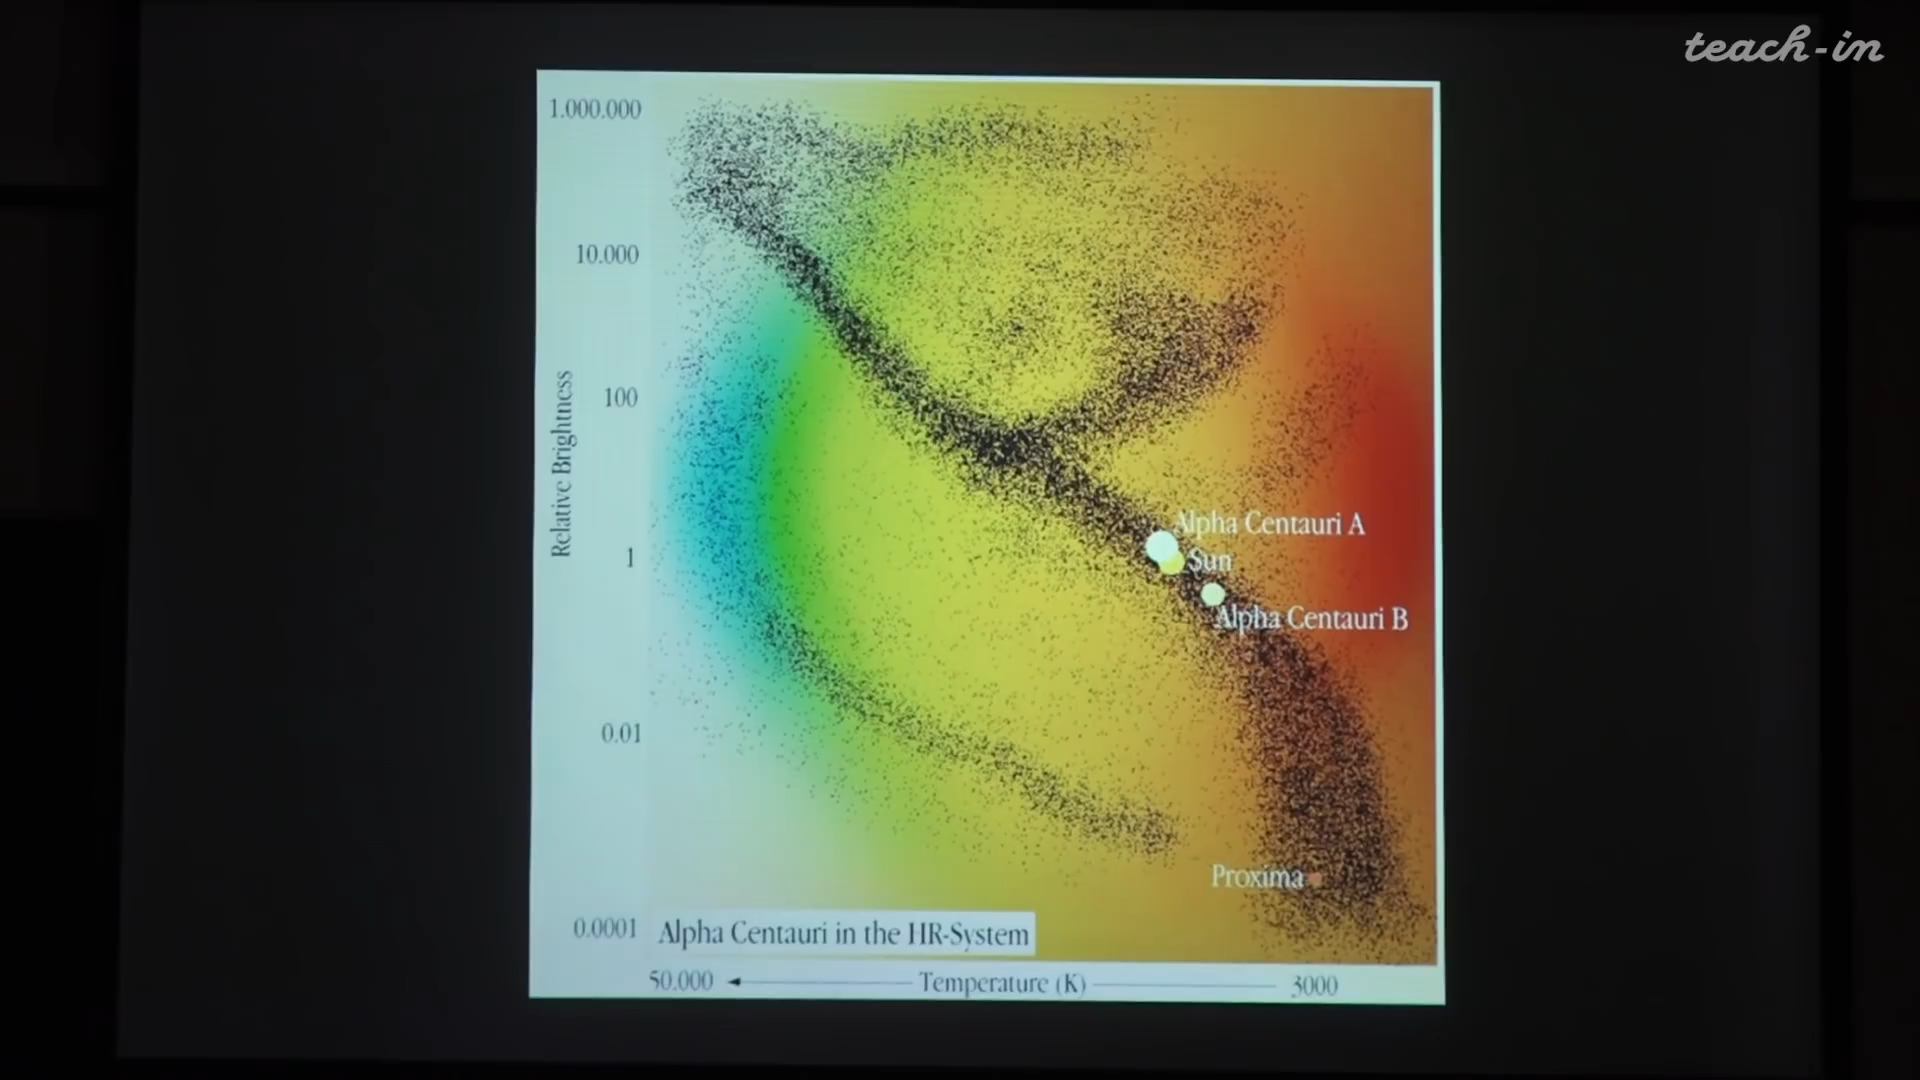 teach-in
1.000.000
10.000
100
1
0.01
0.0001
Relative Brightness
Alpha Centauri A
Sun
Alpha Centauri B
Proxima
Alpha Centauri in the HR-System
50.000
Temperature (K)
3000